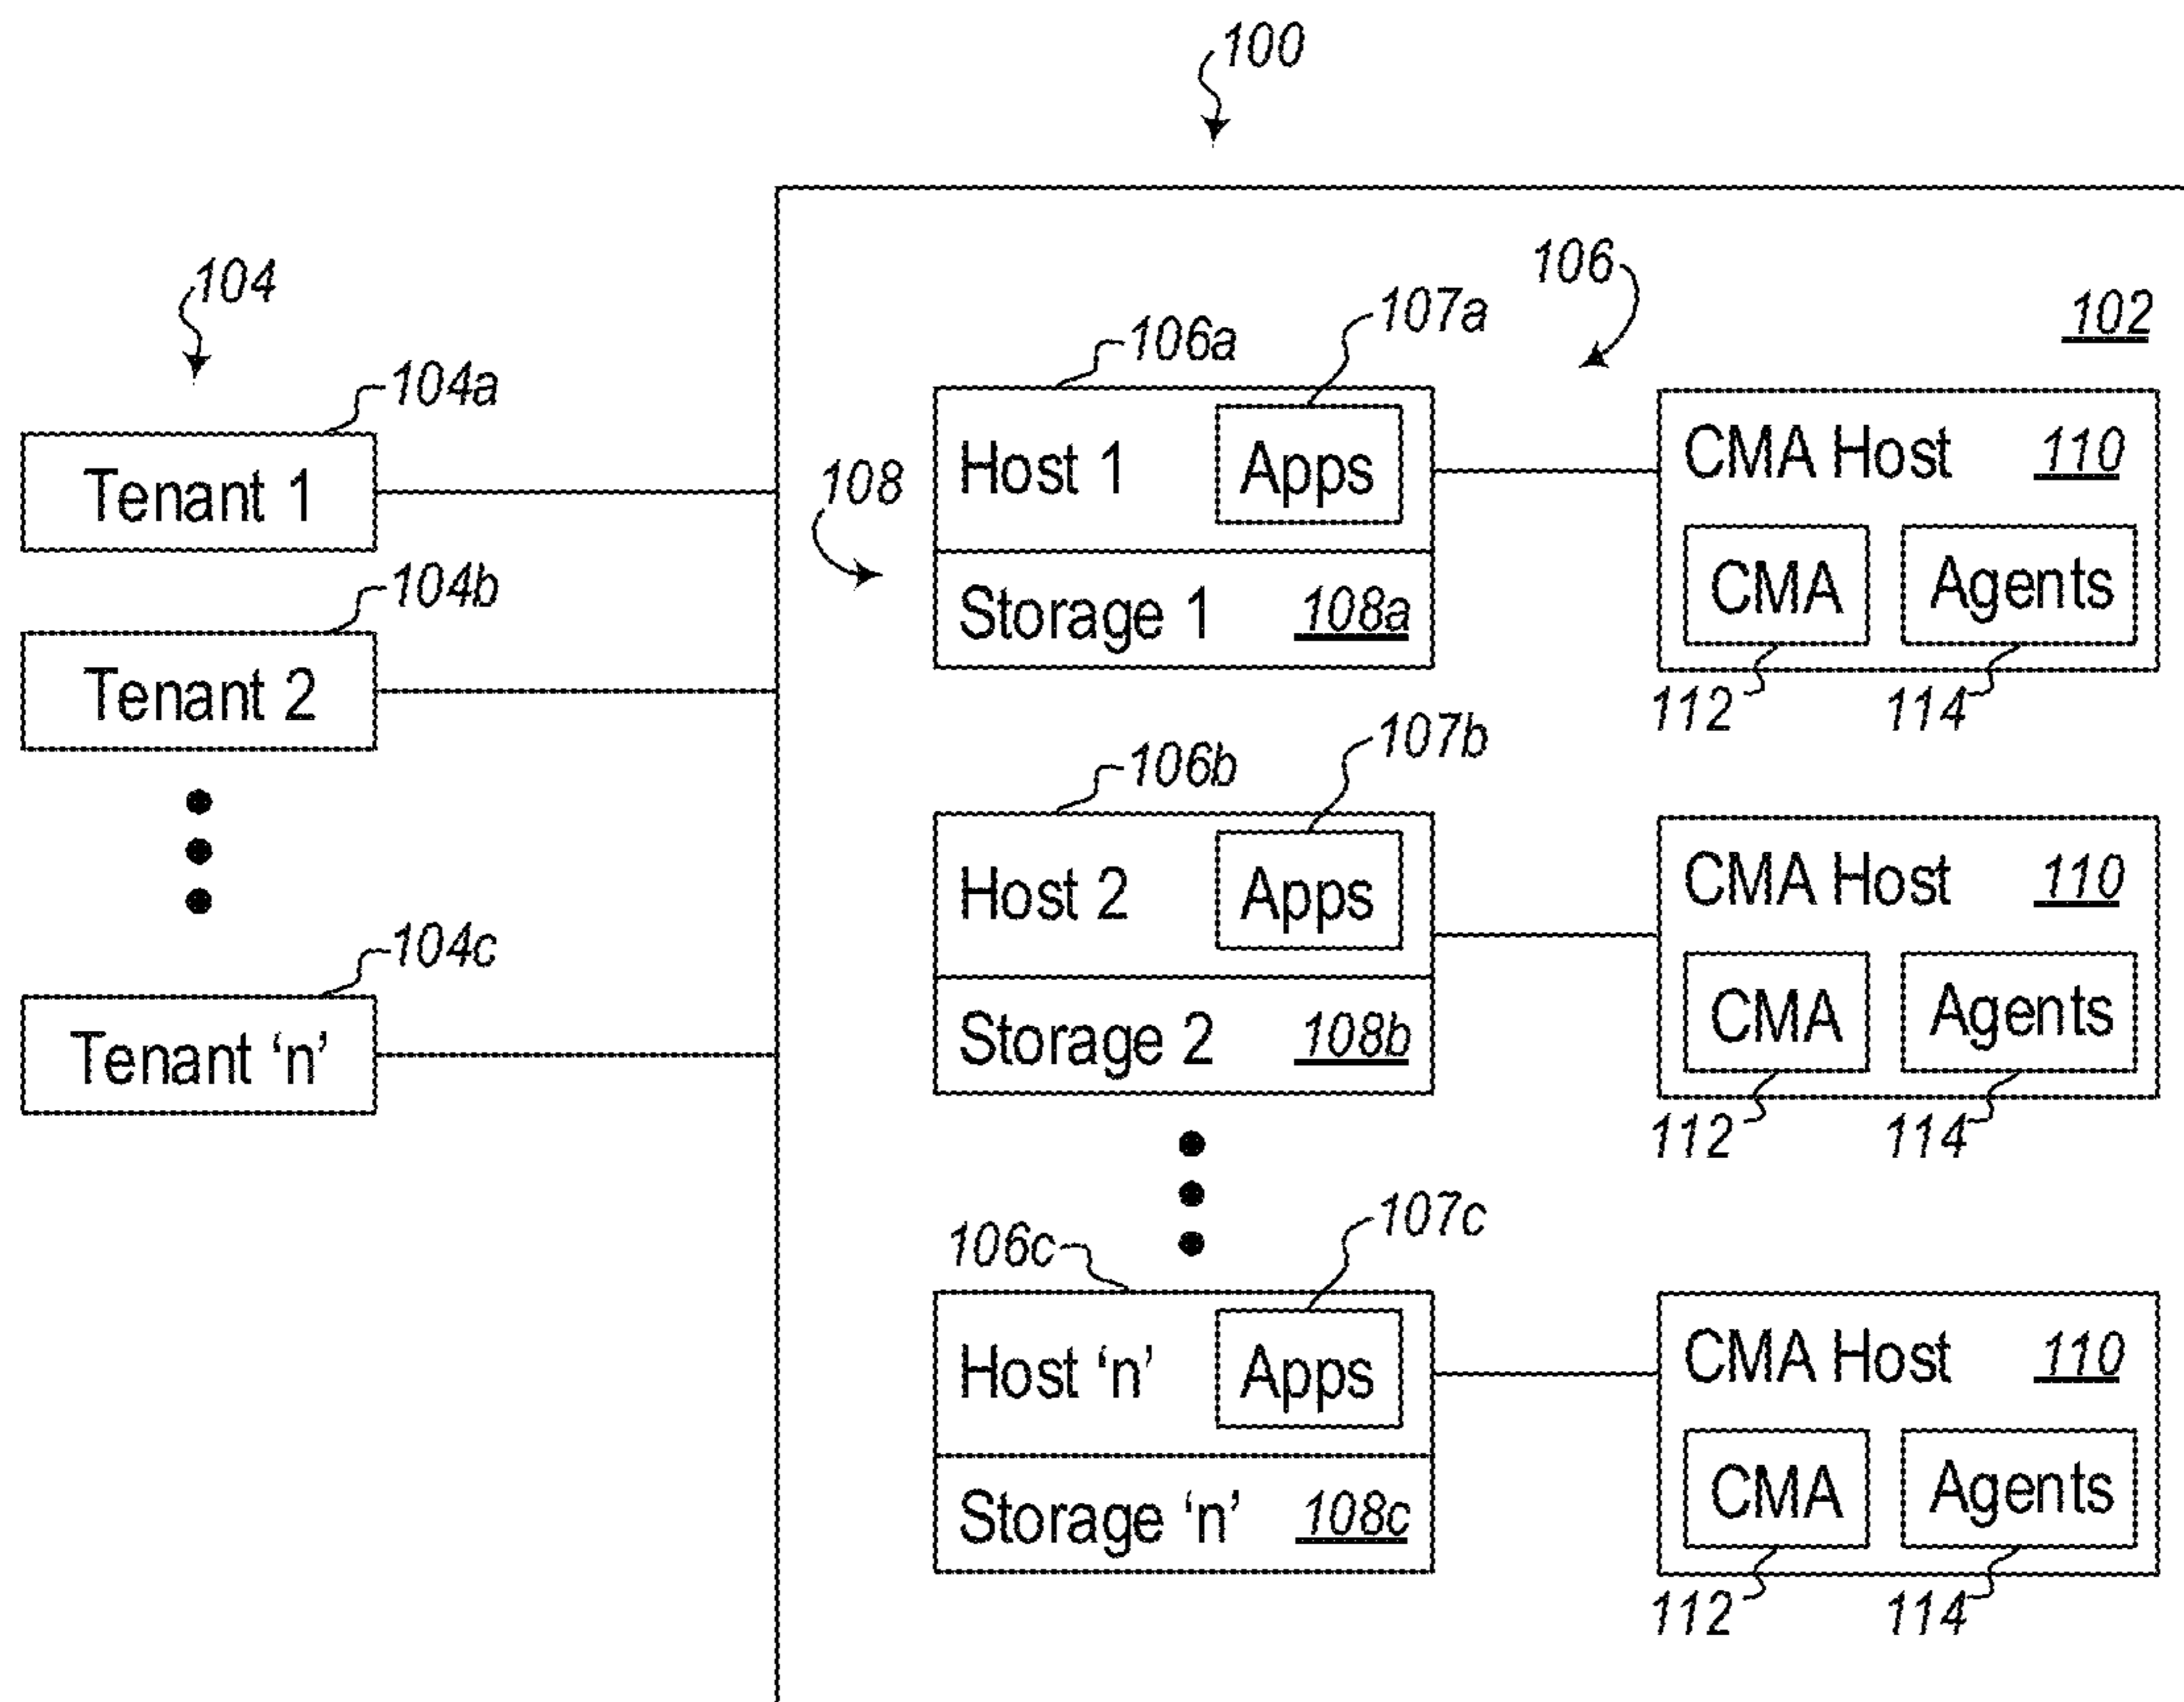 100
104
106
102
104a
106a
107a
Tenant 1
108
Host 1
Apps
CMA Host 110
104b
Storage 1 108a
CMA
Agents
Tenant 2
112
114
106b
107b
Host 2
Apps
CMA Host 110
104c
Tenant ‘n’
Storage 2 108b
CMA
Agents
112
114
106c
107c
Host ‘n’
Apps
CMA Host 110
Storage ‘n’ 108c
CMA
Agents
112
114